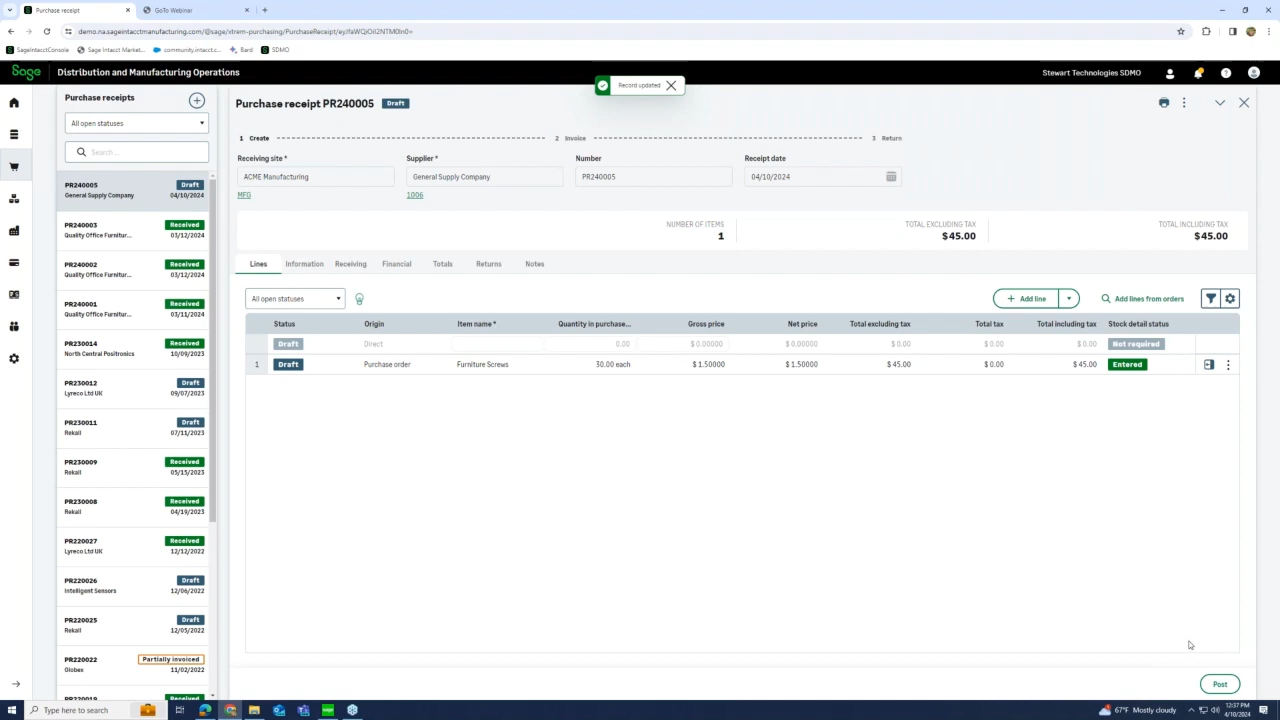 Purchase receipt
GoTo Webinar
demo.na.sageintacctmanufacturing.com/@sage/xtrem-purchasing/PurchaseReceipt/eyJfaWQiOiI2NTM0In0=
SageIntacctConsole
Sage Intacct Market...
community.intacct.c...
Bard
SDMO
Sage
Distribution and Manufacturing Operations
Stewart Technologies SDMO
Purchase receipts
All open statuses
Search...
PR240005 Draft
General Supply Company 04/10/2024
PR240003 Received
Quality Office Furnitur... 03/12/2024
PR240002 Received
Quality Office Furnitur... 03/12/2024
PR240001 Received
Quality Office Furnitur... 03/11/2024
PR230014 Received
North Central Positronics 10/09/2023
PR230012 Draft
Lyreco Ltd UK 09/07/2023
PR230011 Draft
Rekall 07/11/2023
PR230009 Received
Rekall 05/15/2023
PR230008 Received
Rekall 04/19/2023
PR220027 Received
Lyreco Ltd UK 12/12/2022
PR220026 Draft
Intelligent Sensors 12/06/2022
PR220025 Draft
Rekall 12/05/2022
PR220022 Partially invoiced
Globex 11/02/2022
PR220019 Received
Record updated
Purchase receipt PR240005 Draft
1 Create 2 Invoice 3 Return
Receiving site * Supplier * Number Receipt date
ACME Manufacturing General Supply Company PR240005 04/10/2024
MFG 1006
NUMBER OF ITEMS TOTAL EXCLUDING TAX TOTAL INCLUDING TAX
1 $45.00 $45.00
Lines Information Receiving Financial Totals Returns Notes
All open statuses
Add line Add lines from orders
Status Origin Item name * Quantity in purchase... Gross price Net price Total excluding tax Total tax Total including tax Stock detail status
Draft Direct 0.00 $ 0.00000 $ 0.00000 $ 0.00 $ 0.00 $ 0.00 Not required
1 Draft Purchase order Furniture Screws 30.00 each $ 1.50000 $ 1.50000 $ 45.00 $ 0.00 $ 45.00 Entered
Post
Type here to search
67°F Mostly cloudy
12:37 PM
4/10/2024